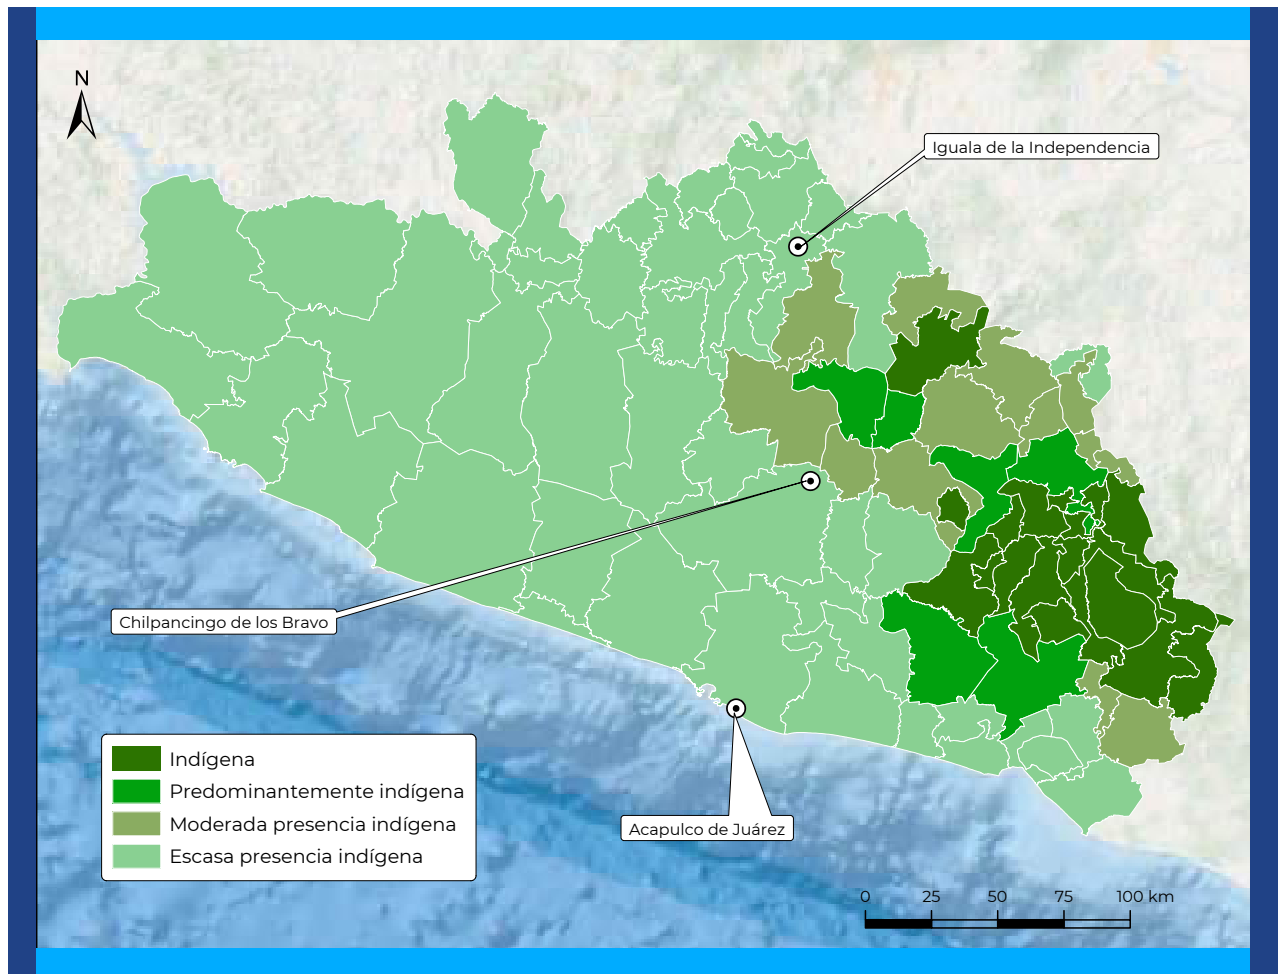 N
Iguala de la Independencia
Chilpancingo de los Bravo
Indígena
Predominantemente indígena
Moderada presencia indígena
Escasa presencia indígena
Acapulco de Juárez
0 25 50 75 100 km